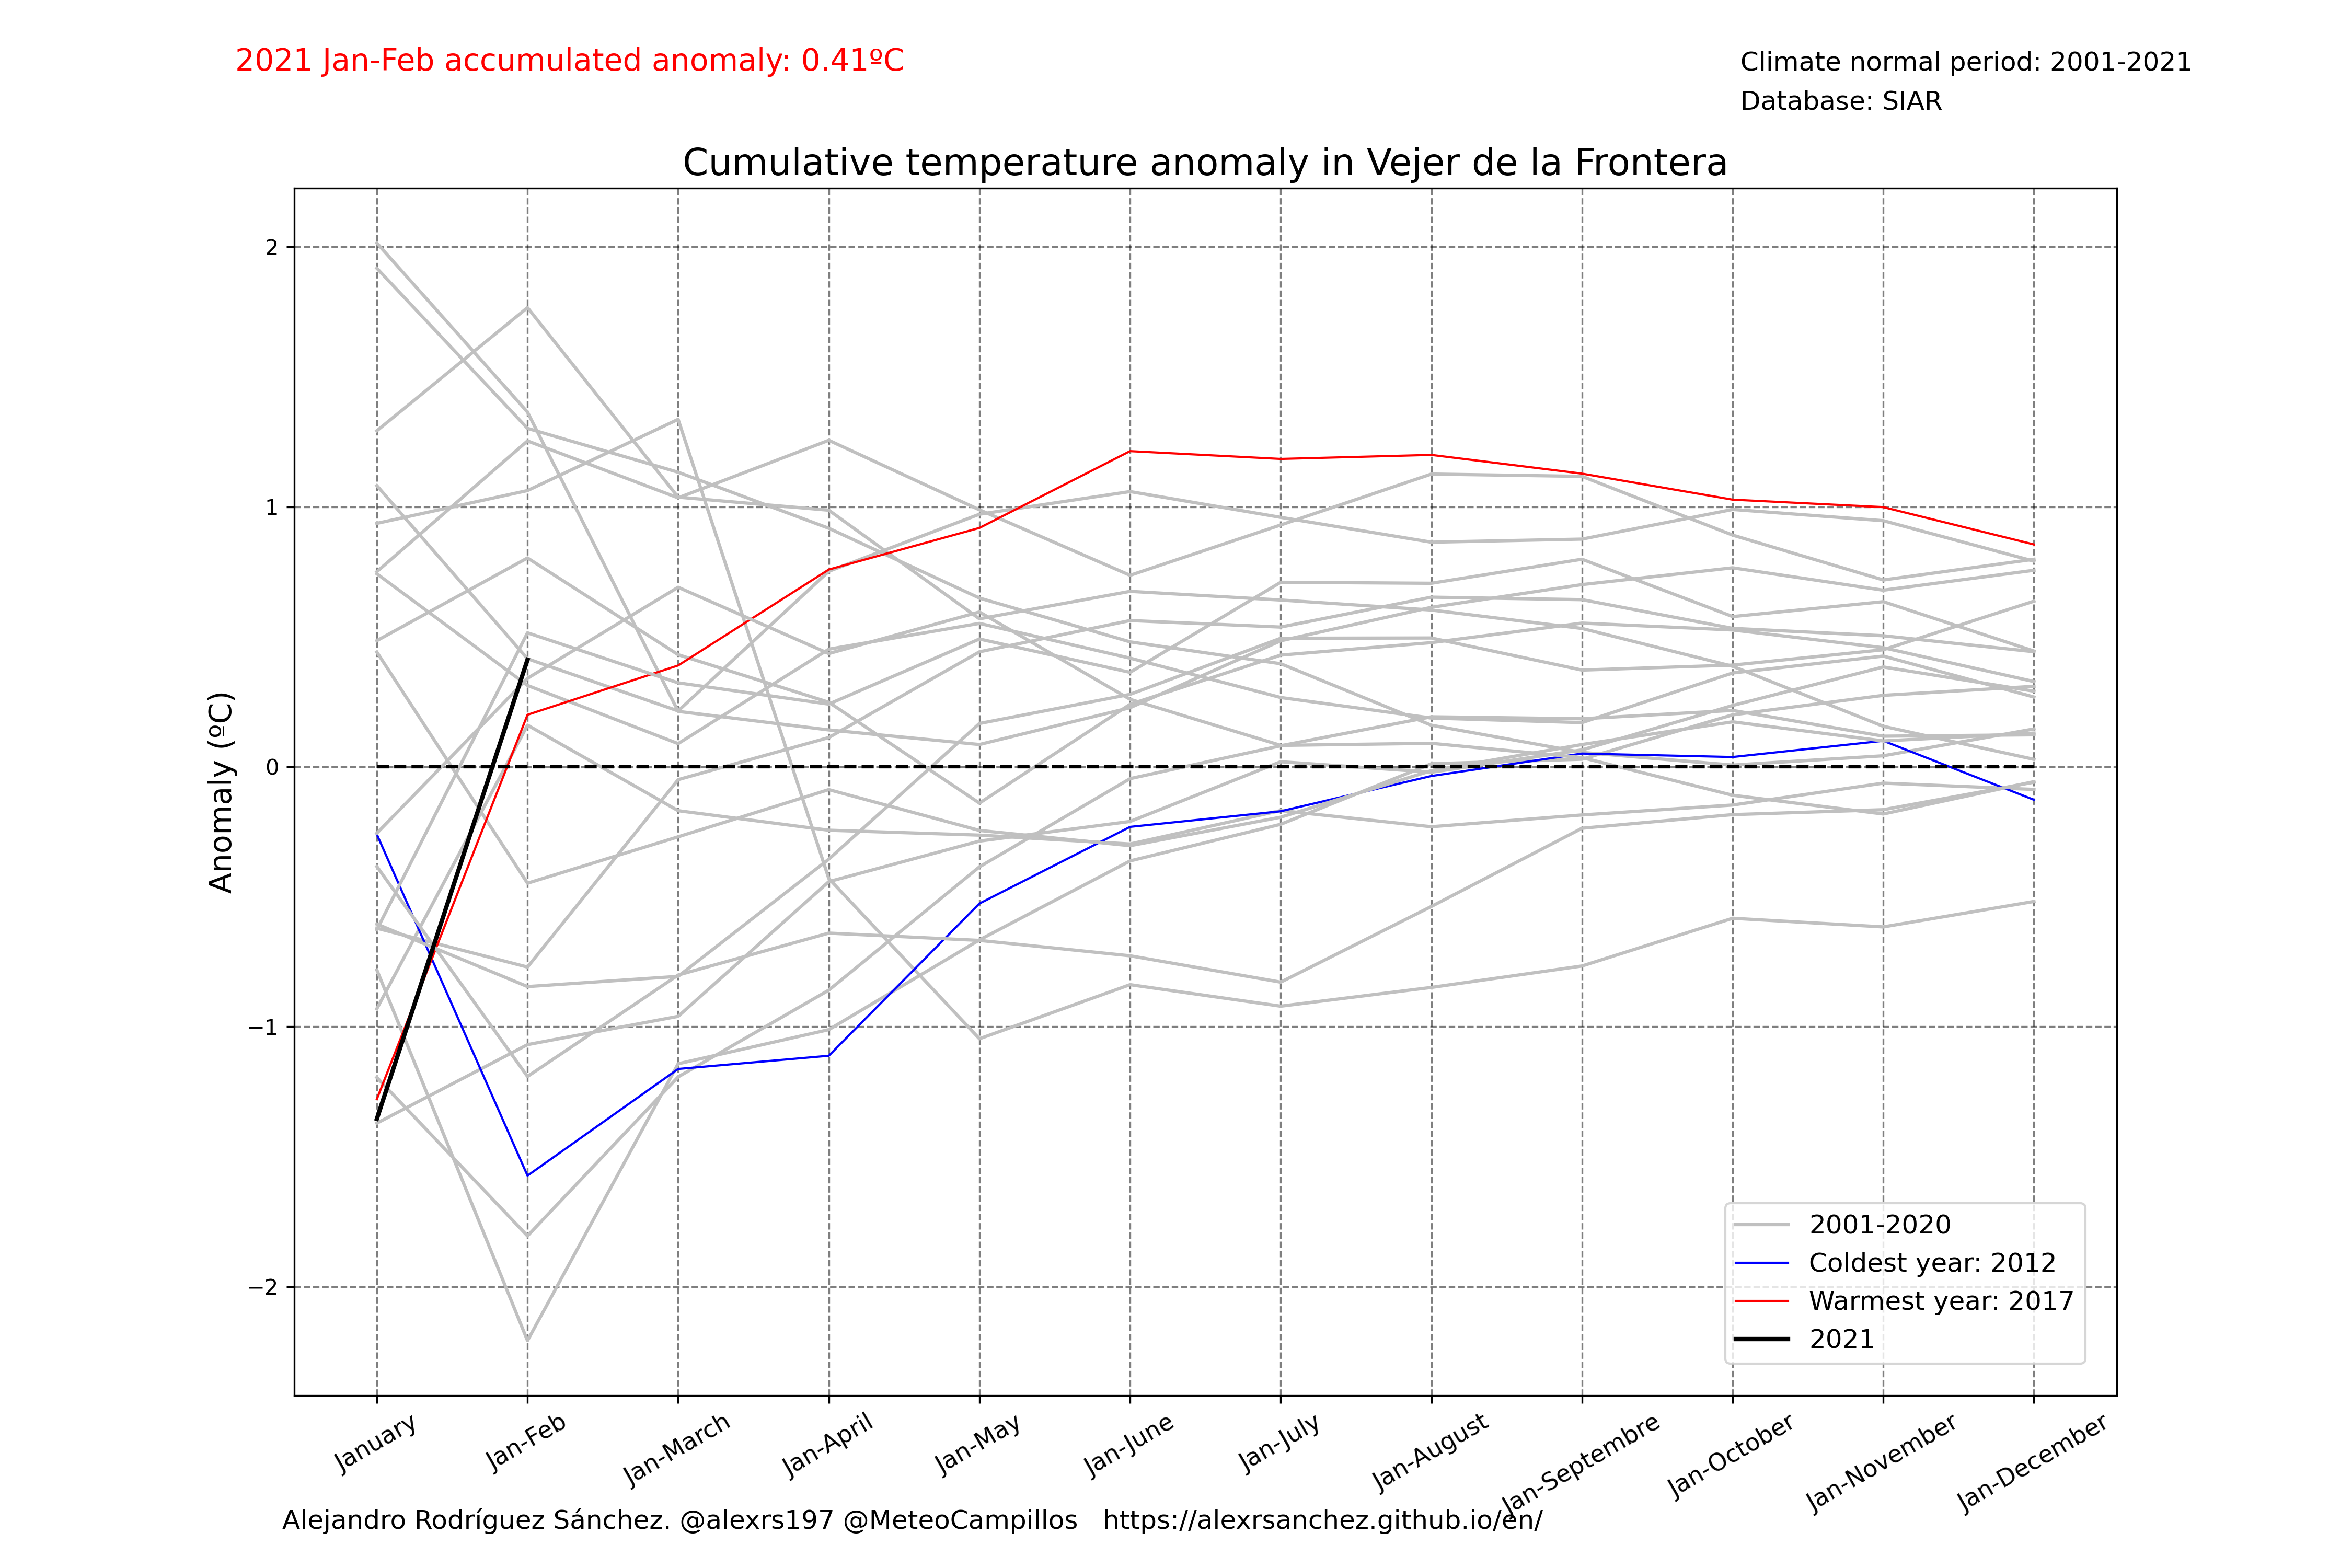 2021 Jan-Feb accumulated anomaly: 0.41ºC
Climate normal period: 2001-2021
Database: SIAR
Cumulative temperature anomaly in Vejer de la Frontera
Anomaly (ºC)
2
1
0
−1
−2
2001-2020
Coldest year: 2012
Warmest year: 2017
2021
January
Jan-Feb
Jan-March
Jan-April
Jan-May
Jan-June
Jan-July
Jan-August
Jan-Septembre
Jan-October
Jan-November
Jan-December
Alejandro Rodríguez Sánchez. @alexrs197 @MeteoCampillos https://alexrsanchez.github.io/en/